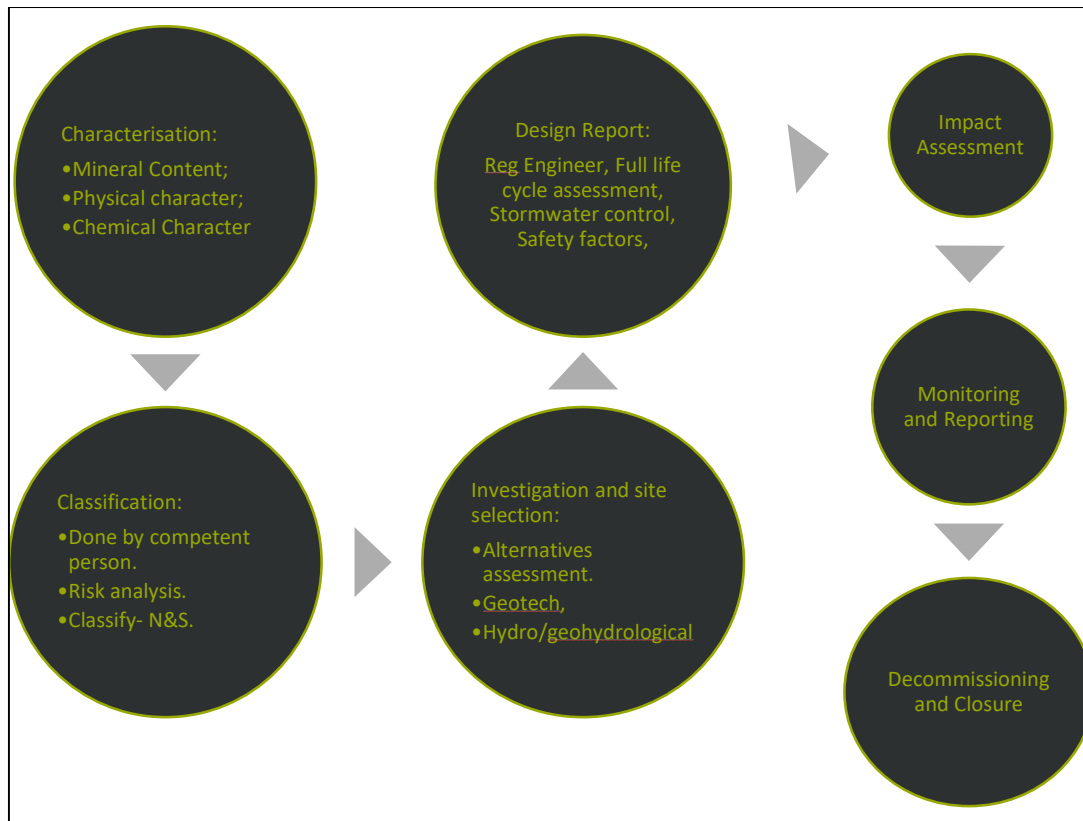 Characterisation:
•Mineral Content;
•Physical character;
•Chemical Character
Classification:
•Done by competent
person.
•Risk analysis.
•Classify- N&S.
Investigation and site
selection:
•Alternatives
assessment.
•Geotech,
•Hydro/geohydrological
Design Report:
Reg Engineer, Full life
cycle assessment,
Stormwater control,
Safety factors,
Impact
Assessment
Monitoring
and Reporting
Decommissioning
and Closure